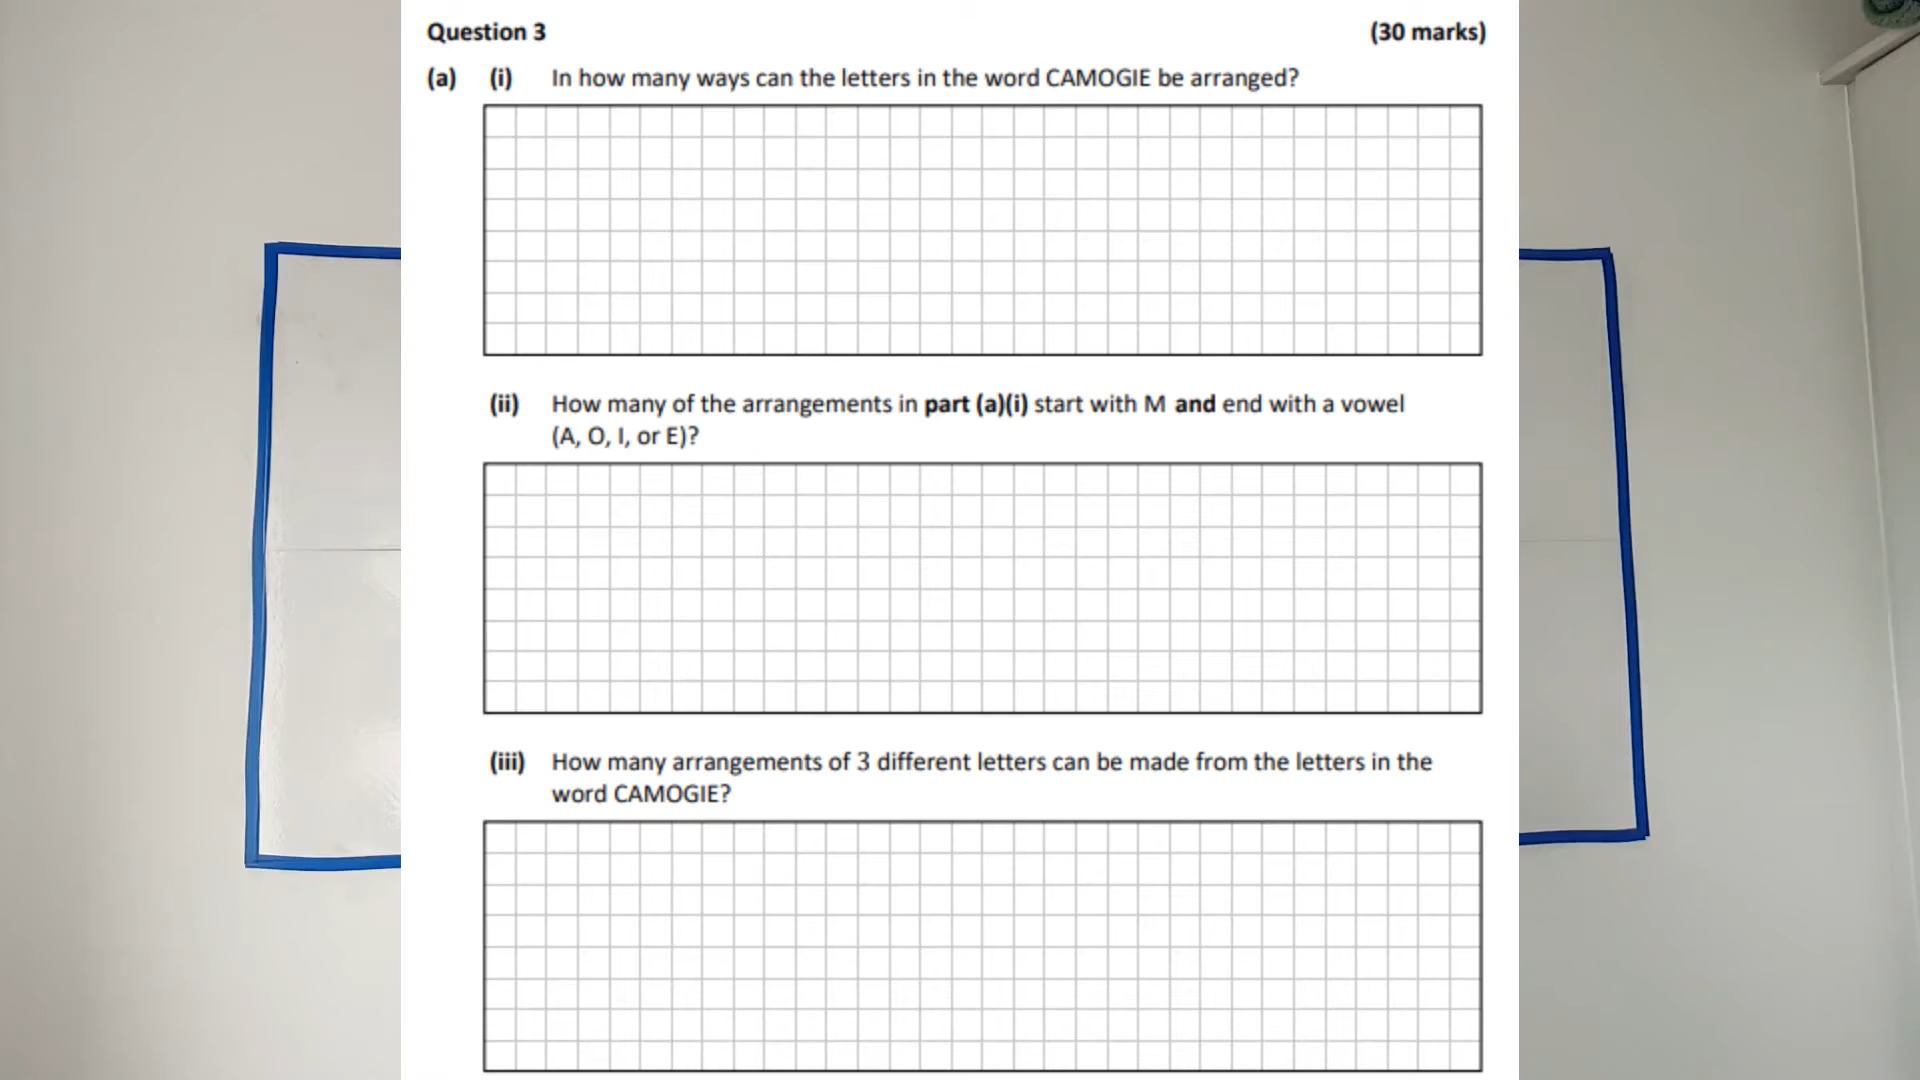 Question 3 (30 marks)
(a) (i) In how many ways can the letters in the word CAMOGIE be arranged?
(ii) How many of the arrangements in part (a)(i) start with M and end with a vowel
(A, O, I, or E)?
(iii) How many arrangements of 3 different letters can be made from the letters in the
word CAMOGIE?